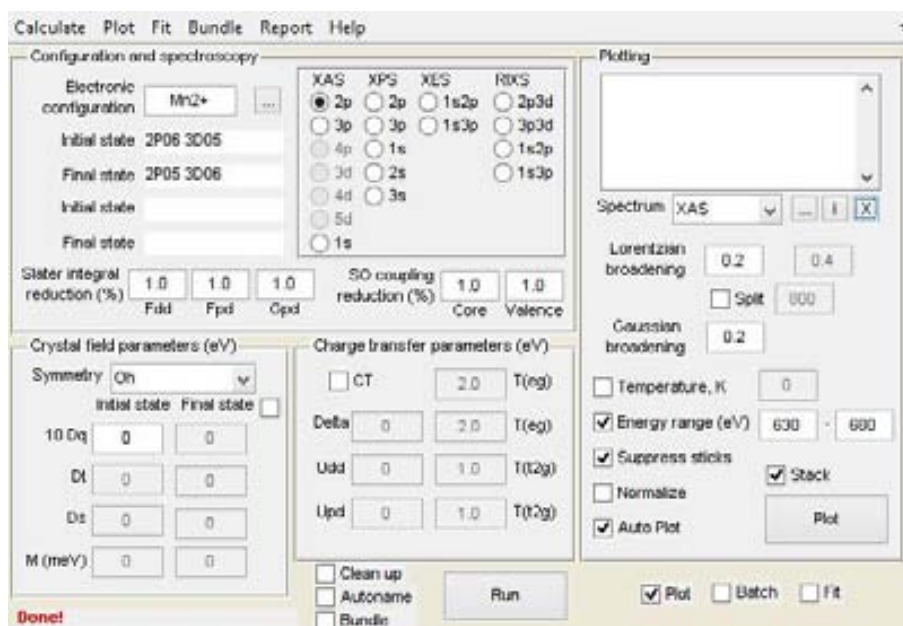 Calculate Plot Fit Bundle Report Help
Configuration and spectroscopy
Electronic configuration Mn2+ ...
Initial state 2P06 3D05
Final state 2P05 3D06
Initial state
Final state
XAS XPS XES RIXS
2p 2p 1s2p 2p3d
3p 3p 1s3p 3p3d
4p 1s 1s2p
3d 2s 1s3p
4d 3s
5d
1s
Slater integral reduction (%) 1.0 1.0 1.0
Fdd Fpd Gpd
SO coupling reduction (%) 1.0 1.0
Core Valence
Crystal field parameters (eV)
Symmetry Oh
Initial state Final state
10 Dq 0 0
Dt 0 0
Ds 0 0
M (meV) 0 0
Charge transfer parameters (eV)
CT 2.0 T(eg)
Delta 0 2.0 T(eg)
Udd 0 1.0 T(t2g)
Upd 0 1.0 T(t2g)
Clean up
Autoname
Bundle
Run
Plotting
Spectrum XAS ... i X
Lorentzian broadening 0.2 0.4
Split 800
Gaussian broadening 0.2
Temperature, K 0
Energy range (eV) 630 - 680
Suppress sticks
Stack
Normalize
Auto Plot
Plot
Plot Batch Fit
Done!